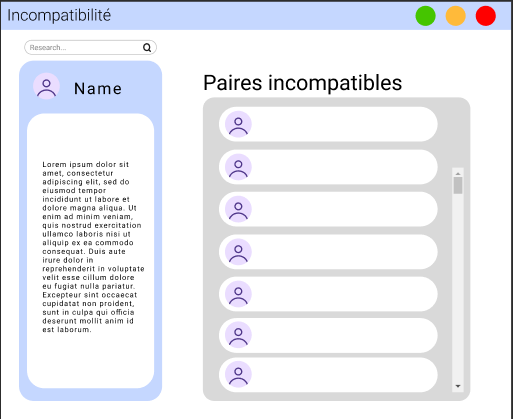 Incompatibilité
Research...
Name
Lorem ipsum dolor sit
amet, consectetur
adipiscing elit, sed do
eiusmod tempor
incididunt ut labore et
dolore magna aliqua. Ut
enim ad minim veniam,
quis nostrud exercitation
ullamco laboris nisi ut
aliquip ex ea commodo
consequat. Duis aute
irure dolor in
reprehenderit in voluptate
velit esse cillum dolore
eu fugiat nulla pariatur.
Excepteur sint occaecat
cupidatat non proident,
sunt in culpa qui officia
deserunt mollit anim id
est laborum.
Paires incompatibles